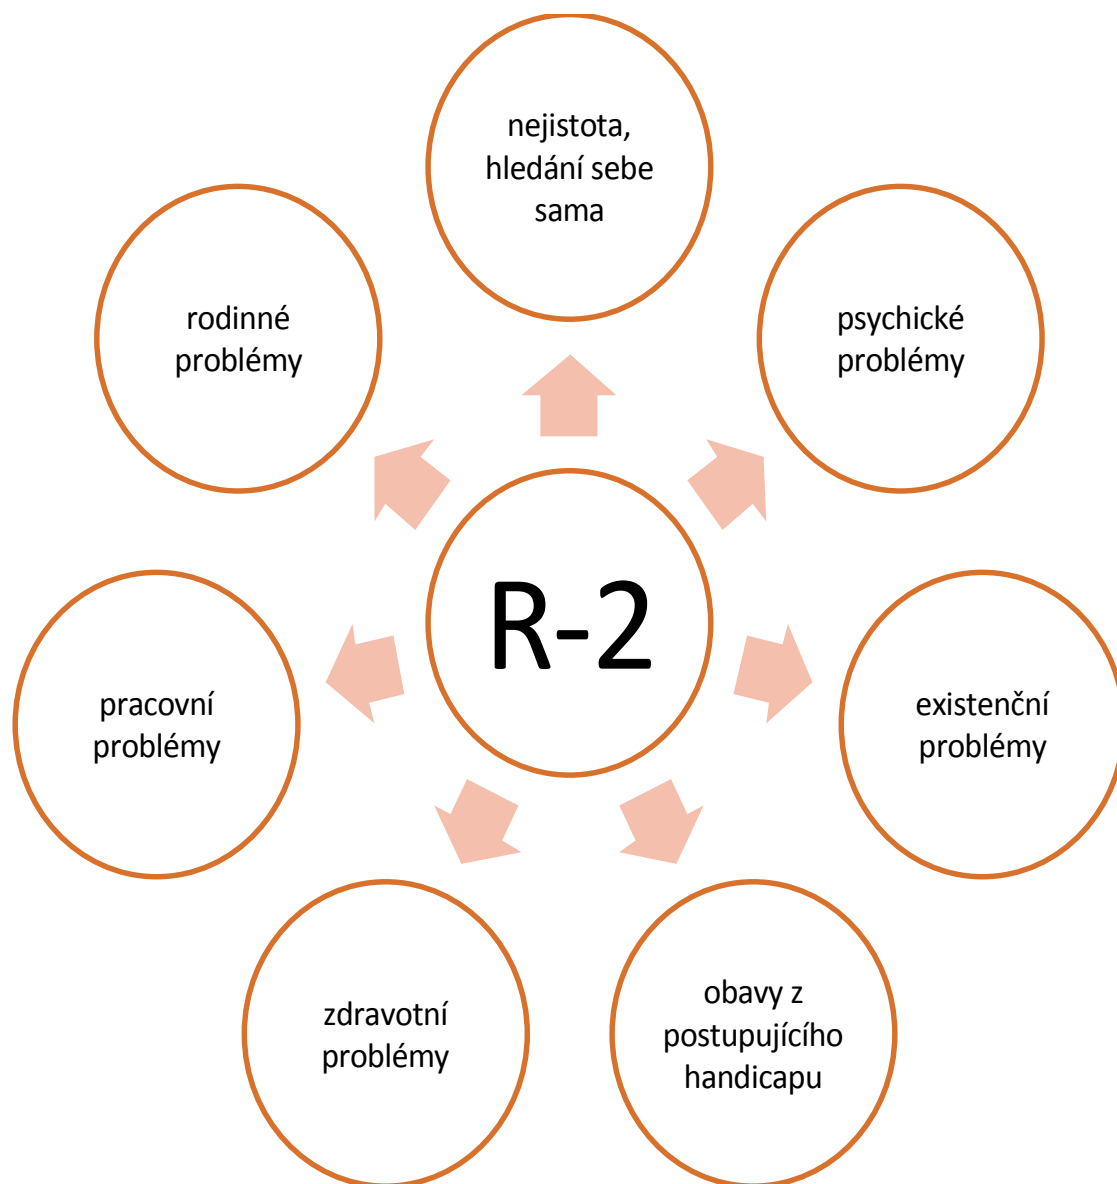 nejistota,
hledání sebe
sama
rodinné
problémy
psychické
problémy
R-2
pracovní
problémy
existenční
problémy
zdravotní
problémy
obavy z
postupujícího
handicapu